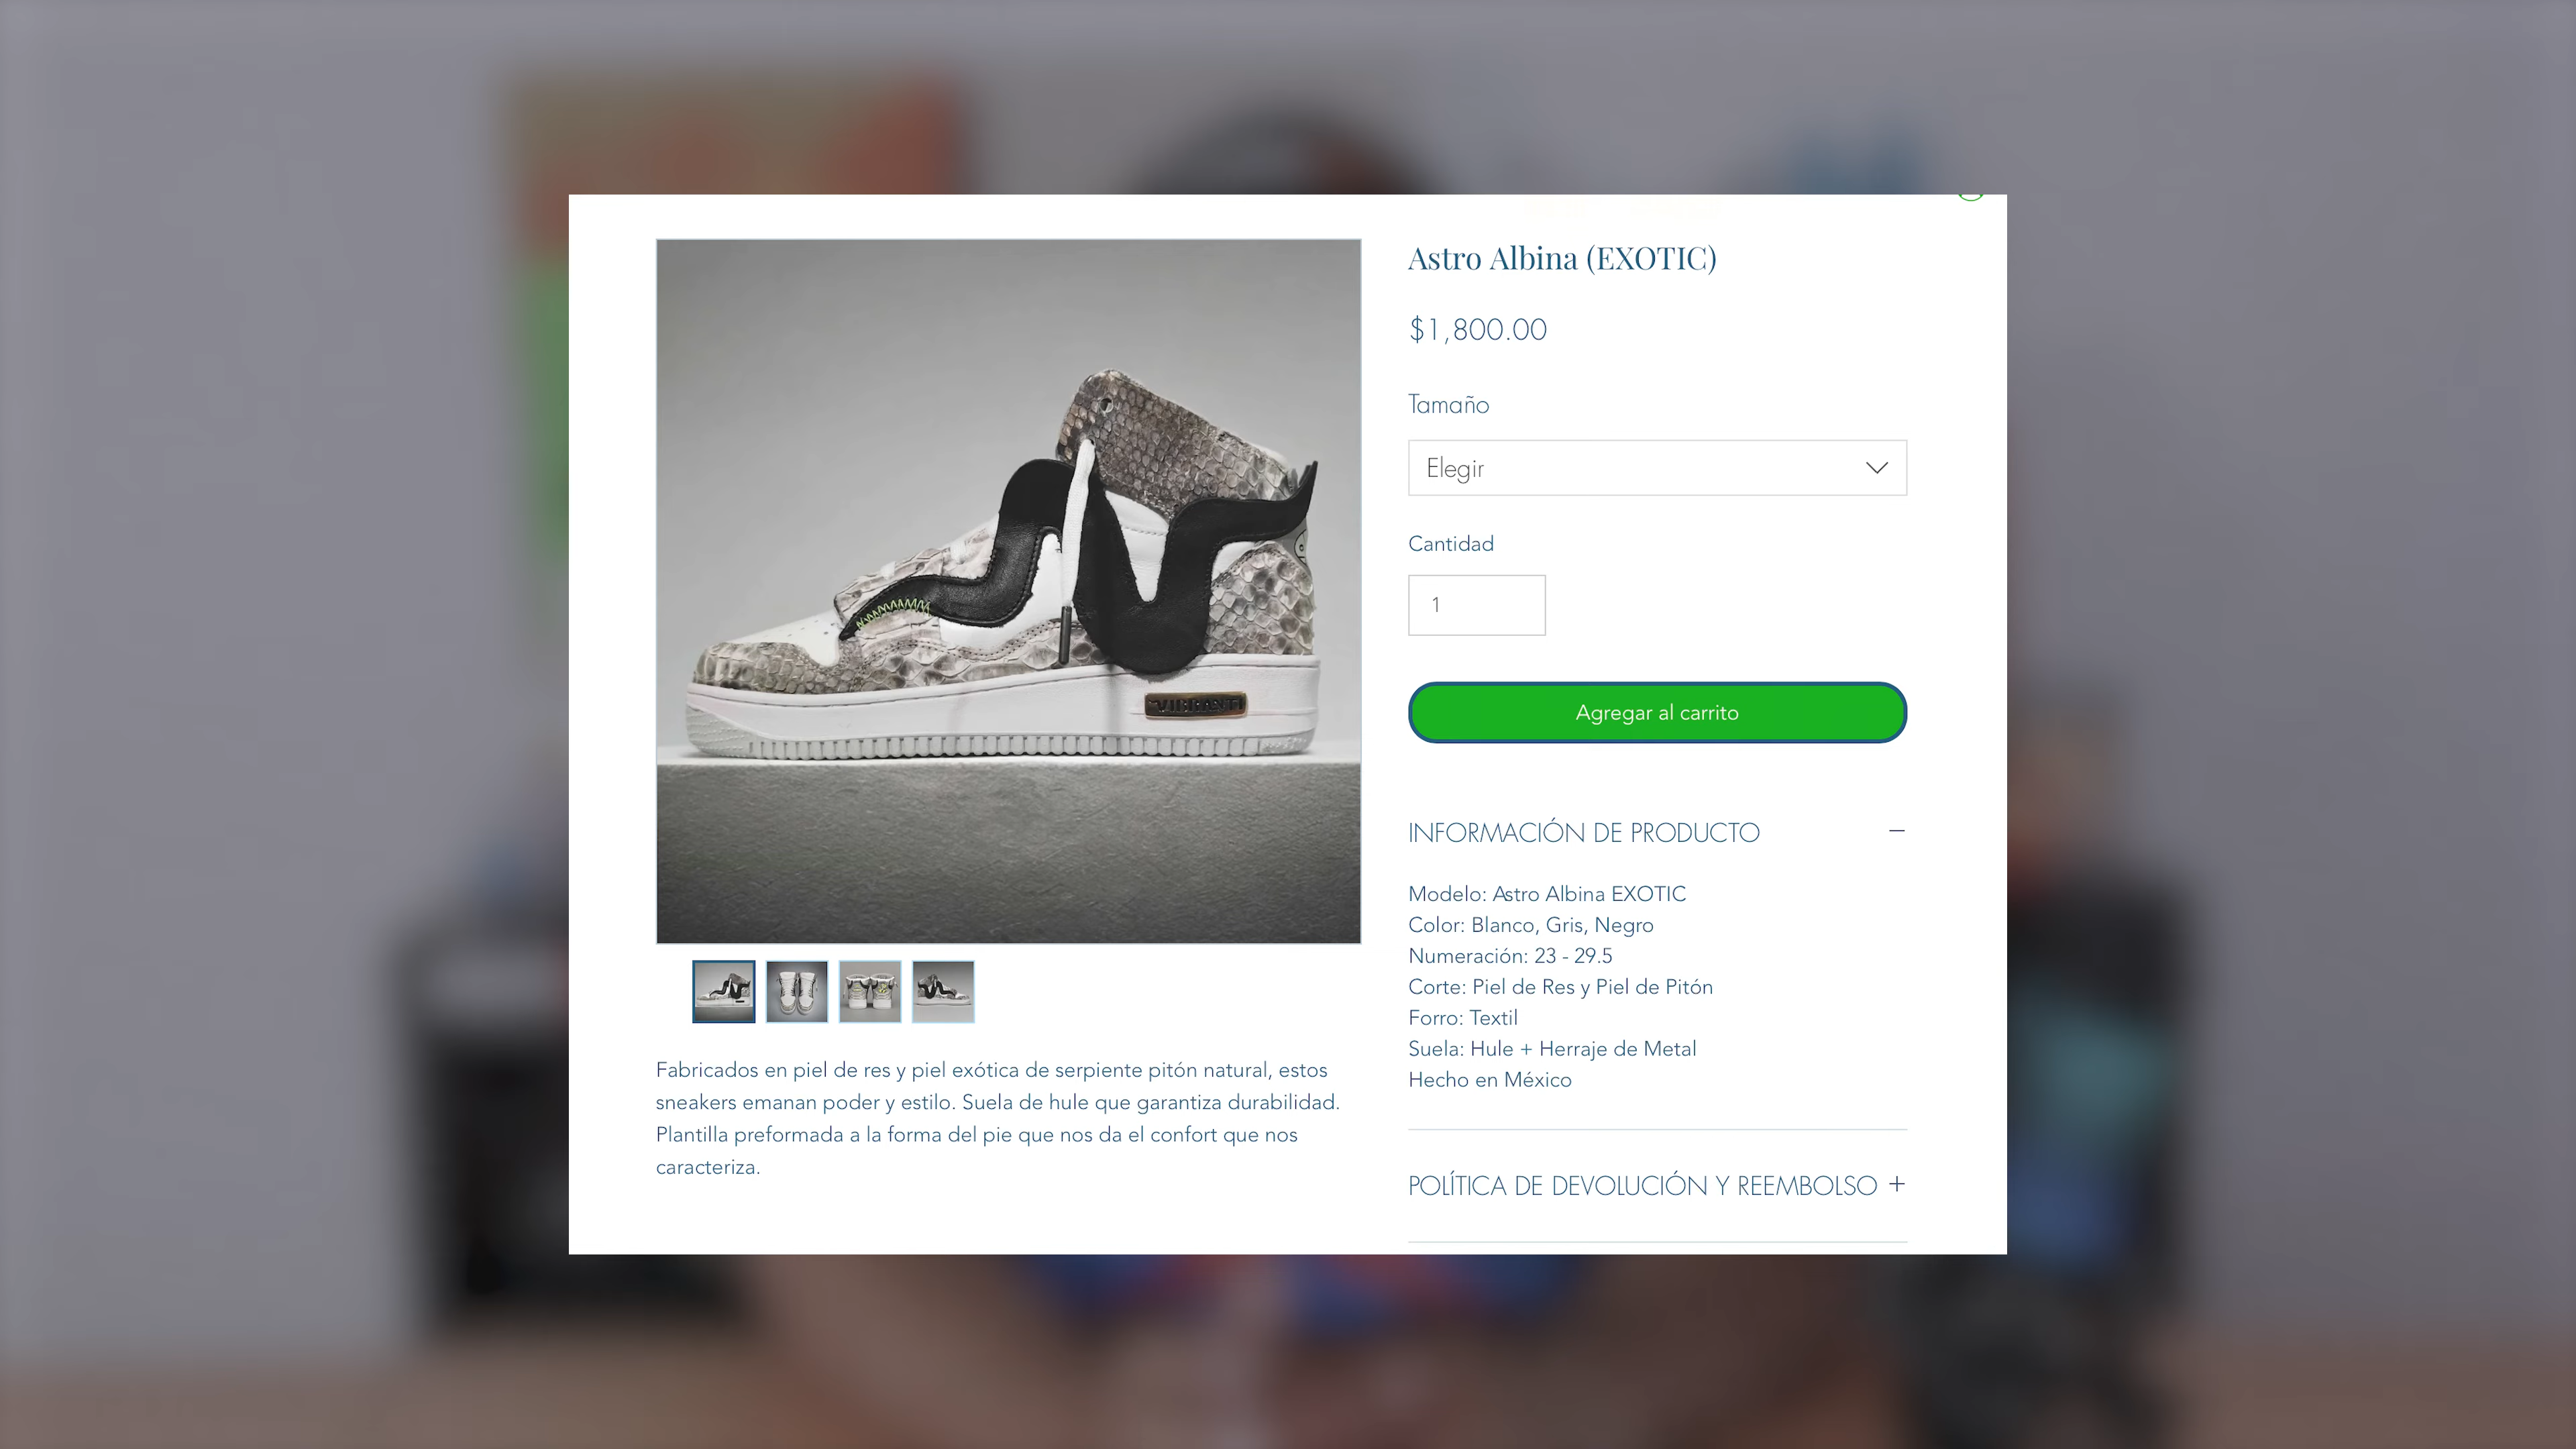 Astro Albina (EXOTIC)
$1,800.00
Tamaño
Elegir
Cantidad
1
Agregar al carrito
INFORMACIÓN DE PRODUCTO
Modelo: Astro Albina EXOTIC
Color: Blanco, Gris, Negro
Numeración: 23 - 29.5
Corte: Piel de Res y Piel de Pitón
Forro: Textil
Suela: Hule + Herraje de Metal
Hecho en México
POLÍTICA DE DEVOLUCIÓN Y REEMBOLSO
VIBRANTI
Fabricados en piel de res y piel exótica de serpiente pitón natural, estos
sneakers emanan poder y estilo. Suela de hule que garantiza durabilidad.
Plantilla preformada a la forma del pie que nos da el confort que nos
caracteriza.